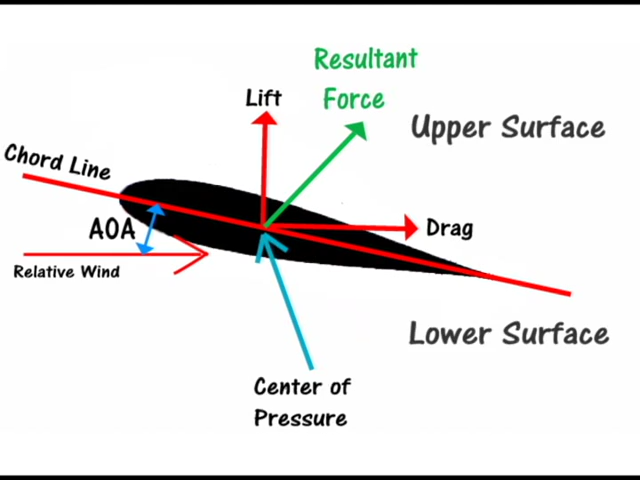 Resultant
Force
Lift
Upper Surface
Chord Line
AOA
Drag
Relative Wind
Lower Surface
Center of
Pressure